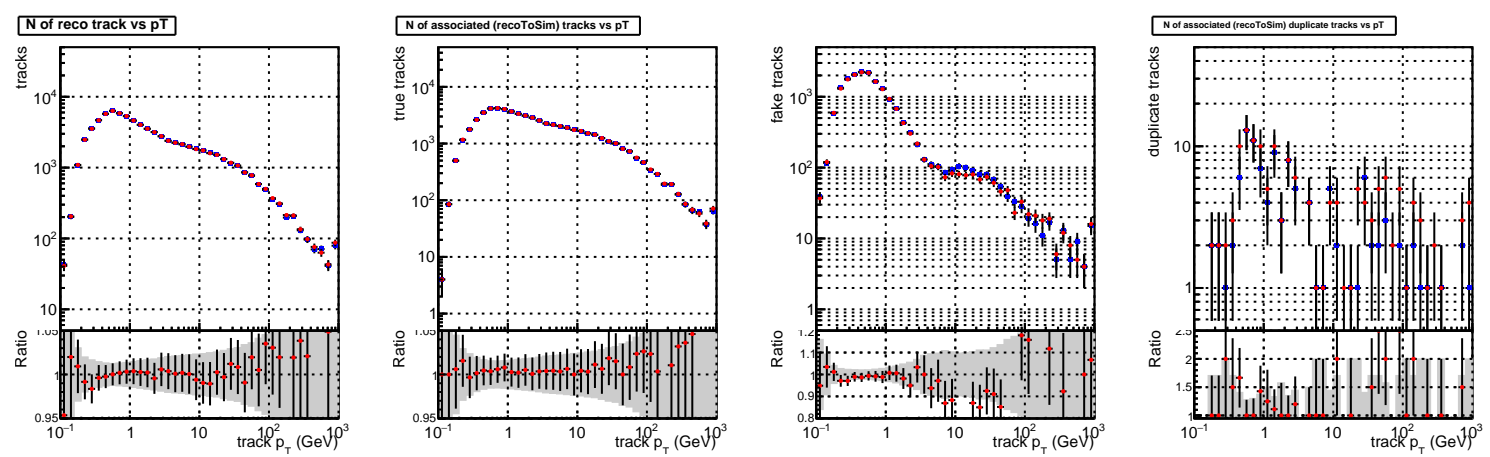 N of reco track vs pT
tracks
10^4
10^3
10^2
10
Ratio
1.05
1
0.95
10^-1 1 10 10^2 10^3
track p_T (GeV)
N of associated (recoToSim) tracks vs pT
true tracks
10^4
10^3
10^2
10
1
Ratio
1.05
1
0.95
10^-1 1 10 10^2 10^3
track p_T (GeV)
fake tracks
10^3
10^2
10
1
Ratio
1.2
1.1
1.0
0.9
0.8
10^-1 1 10 10^2 10^3
track p_T (GeV)
N of associated (recoToSim) duplicate tracks vs pT
duplicate tracks
10
1
Ratio
2.5
2.
1.5
1
10^-1 1 10 10^2 10^3
track p_T (GeV)